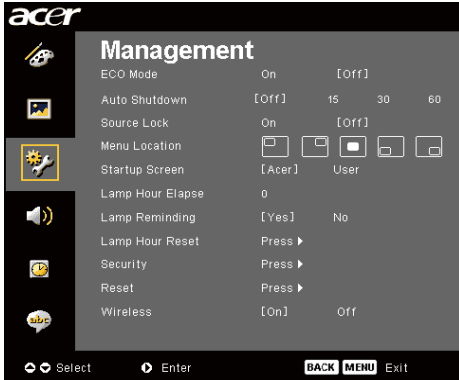 acer
Management
ECO Mode On [Off]
Auto Shutdown [Off] 15 30 60
Source Lock On [Off]
Menu Location
Startup Screen [Acer] User
Lamp Hour Elapse 0
Lamp Reminding [Yes] No
Lamp Hour Reset Press
Security Press
Reset Press
Wireless [On] Off
abc
Select Enter BACK MENU Exit